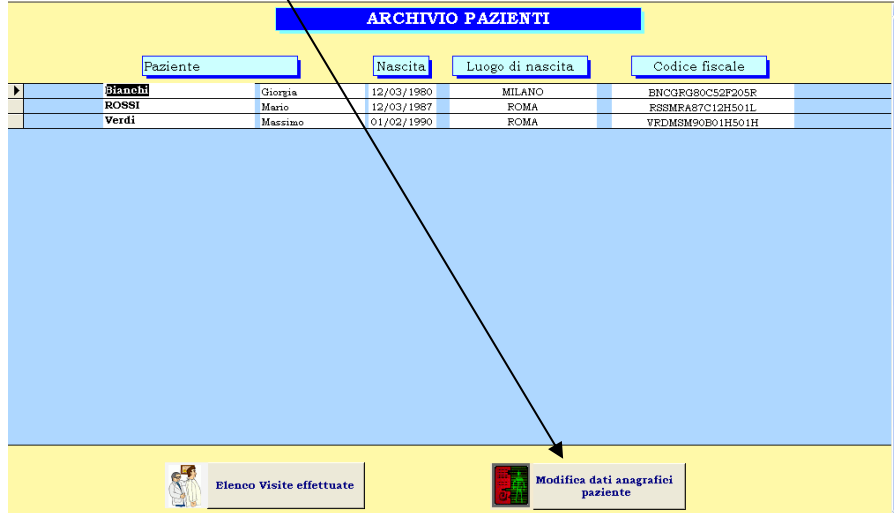 ARCHIVIO PAZIENTI
Paziente Nascita Luogo di nascita Codice fiscale
Bianchi Giorgia 12/03/1980 MILANO BNCGRG80C52F205R
ROSSI Mario 12/03/1987 ROMA RSSMRA87C12H501L
Verdi Massimo 01/02/1990 ROMA VRDMSM90B01H501H
Elenco Visite effettuate
Modifica dati anagrafici
paziente